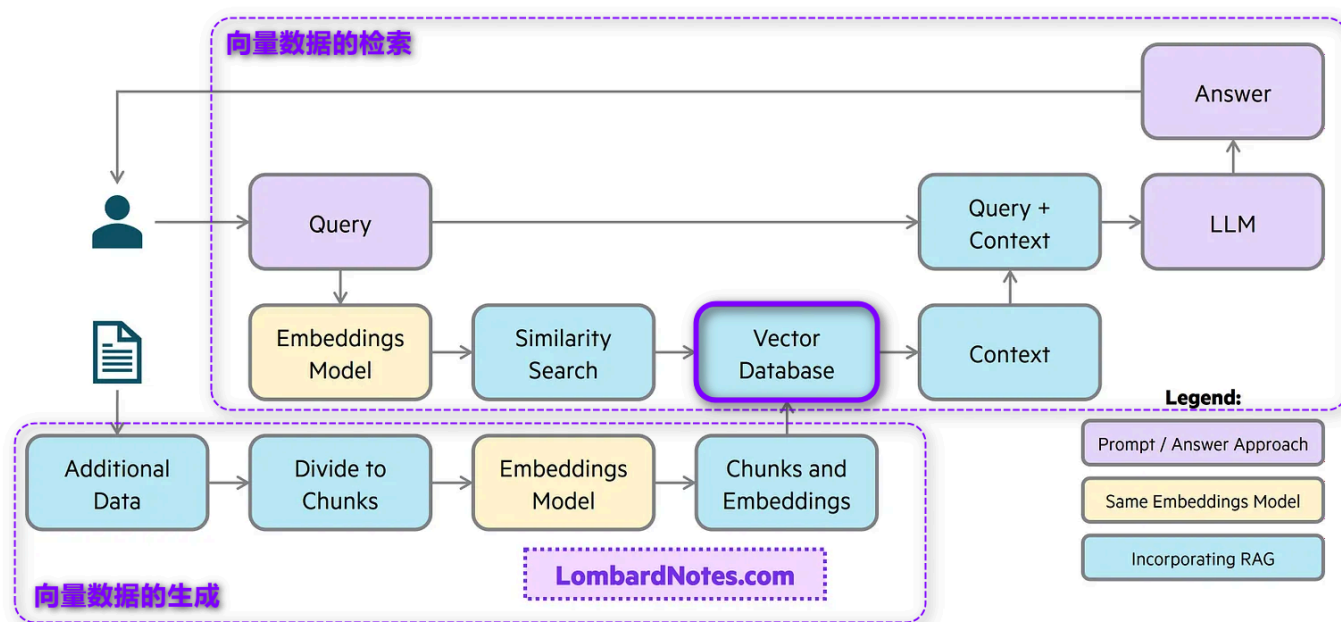 向量数据的检索
Answer
Query
Query +
Context
LLM
Embeddings
Model
Similarity
Search
Vector
Database
Context
Legend:
Prompt / Answer Approach
Same Embeddings Model
Incorporating RAG
Additional
Data
Divide to
Chunks
Embeddings
Model
Chunks and
Embeddings
LombardNotes.com
向量数据的生成